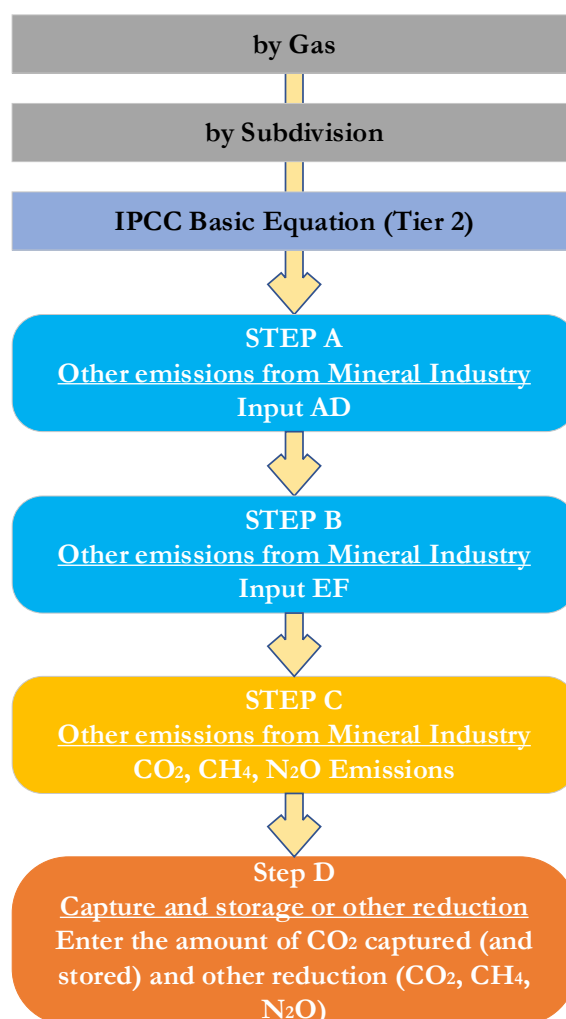 by Gas
by Subdivision
IPCC Basic Equation (Tier 2)
STEP A
Other emissions from Mineral Industry
Input AD
STEP B
Other emissions from Mineral Industry
Input EF
STEP C
Other emissions from Mineral Industry
CO₂, CH₄, N₂O Emissions
Step D
Capture and storage or other reduction
Enter the amount of CO₂ captured (and
stored) and other reduction (CO₂, CH₄,
N₂O)